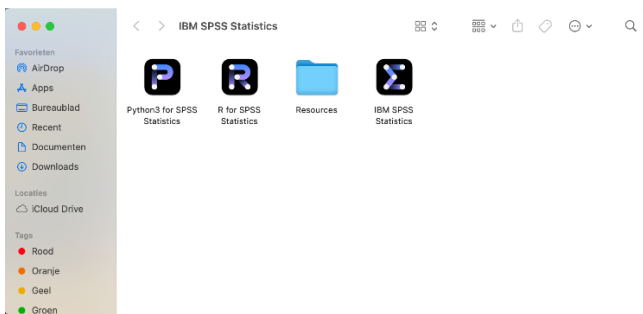 IBM SPSS Statistics
Favorieten
AirDrop
Apps
Bureaublad
Recent
Documenten
Downloads
Locaties
iCloud Drive
Tags
Rood
Oranje
Geel
Groen
Python3 for SPSS
Statistics
R for SPSS
Statistics
Resources
IBM SPSS
Statistics